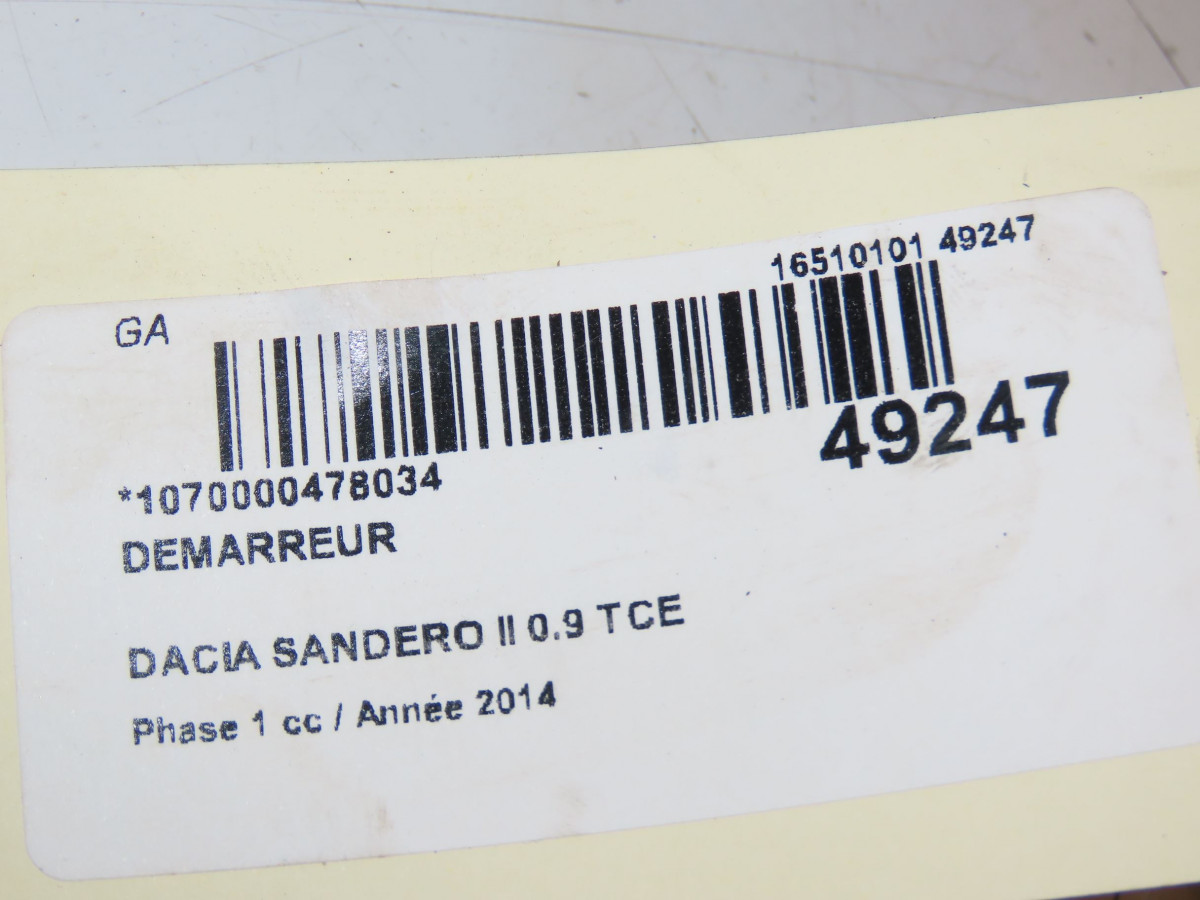 16510101 49247
GA
49247
*1070000478034
DEMARREUR
DACIA SANDERO II 0.9 TCE
Phase 1 cc / Année 2014